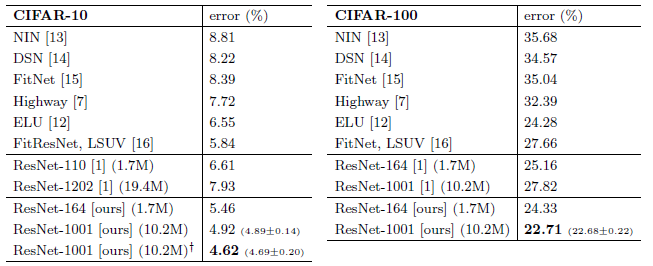 CIFAR-10 error (%)
NIN [13] 8.81
DSN [14] 8.22
FitNet [15] 8.39
Highway [7] 7.72
ELU [12] 6.55
FitResNet, LSUV [16] 5.84
ResNet-110 [1] (1.7M) 6.61
ResNet-1202 [1] (19.4M) 7.93
ResNet-164 [ours] (1.7M) 5.46
ResNet-1001 [ours] (10.2M) 4.92 (4.89±0.14)
ResNet-1001 [ours] (10.2M)† 4.62 (4.69±0.20)
CIFAR-100 error (%)
NIN [13] 35.68
DSN [14] 34.57
FitNet [15] 35.04
Highway [7] 32.39
ELU [12] 24.28
FitNet, LSUV [16] 27.66
ResNet-164 [1] (1.7M) 25.16
ResNet-1001 [1] (10.2M) 27.82
ResNet-164 [ours] (1.7M) 24.33
ResNet-1001 [ours] (10.2M) 22.71 (22.68±0.22)